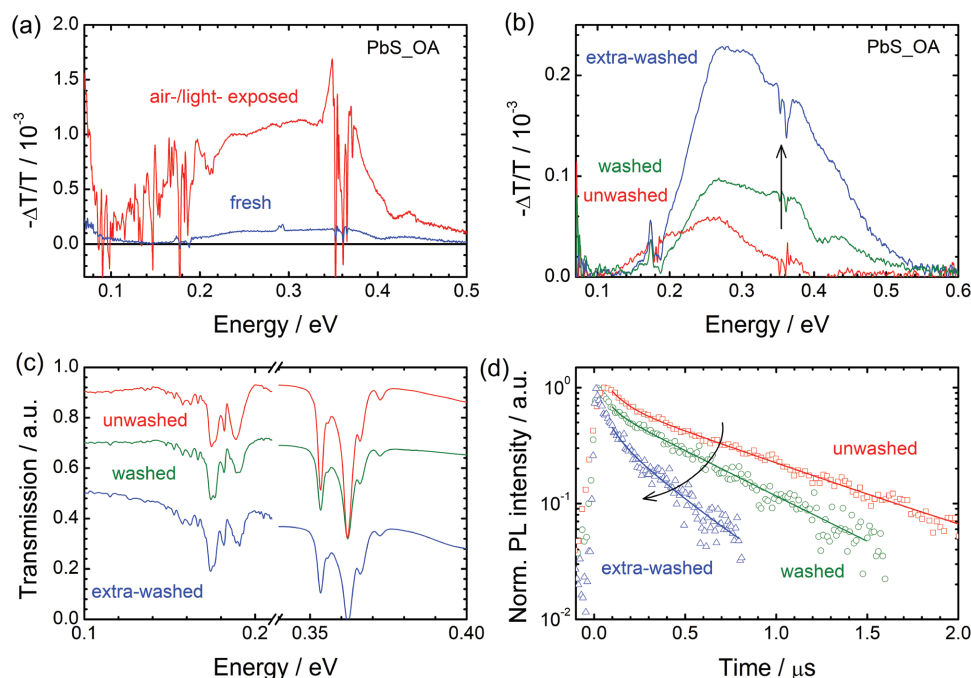 (a)
2.0
1.5
1.0
0.5
0.0
-ΔT/T / 10⁻³
PbS_OA
air-/light- exposed
fresh
0.1
0.2
0.3
0.4
0.5
Energy / eV
(b)
0.2
0.1
0.0
-ΔT/T / 10⁻³
PbS_OA
extra-washed
washed
unwashed
0.1
0.2
0.3
0.4
0.5
0.6
Energy / eV
(c)
1.0
0.8
0.6
0.4
0.2
0.0
Transmission / a.u.
unwashed
washed
extra-washed
0.1
0.2
0.35
0.40
Energy / eV
(d)
10⁰
10⁻¹
10⁻²
Norm. PL intensity / a.u.
unwashed
extra-washed
washed
0.0
0.5
1.0
1.5
2.0
Time / μs